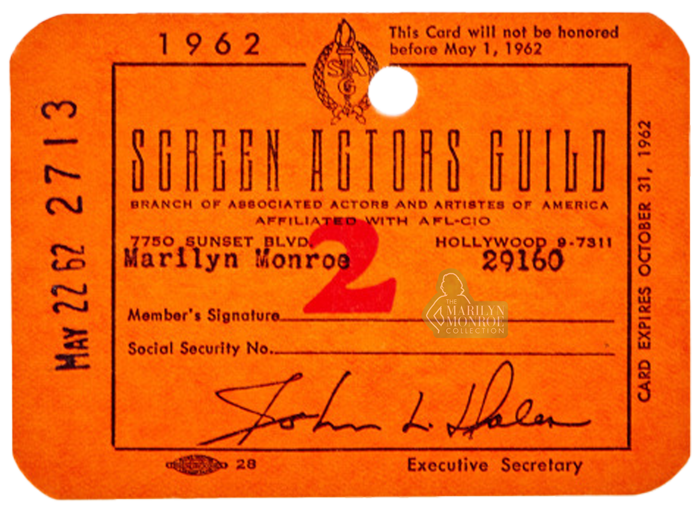 1962
This Card will not be honored
before May 1, 1962
SAG
SCREEN ACTORS GUILD
BRANCH OF ASSOCIATED ACTORS AND ARTISTES OF AMERICA
AFFILIATED WITH AFL-CIO
7750 SUNSET BLVD. HOLLYWOOD 9-7311
Marilyn Monroe 29160
2
THE
MARILYN
MONROE
COLLECTION
Member's Signature
Social Security No.
John L. Dales
28 Executive Secretary
MAY 22 62 2713
CARD EXPIRES OCTOBER 31, 1962